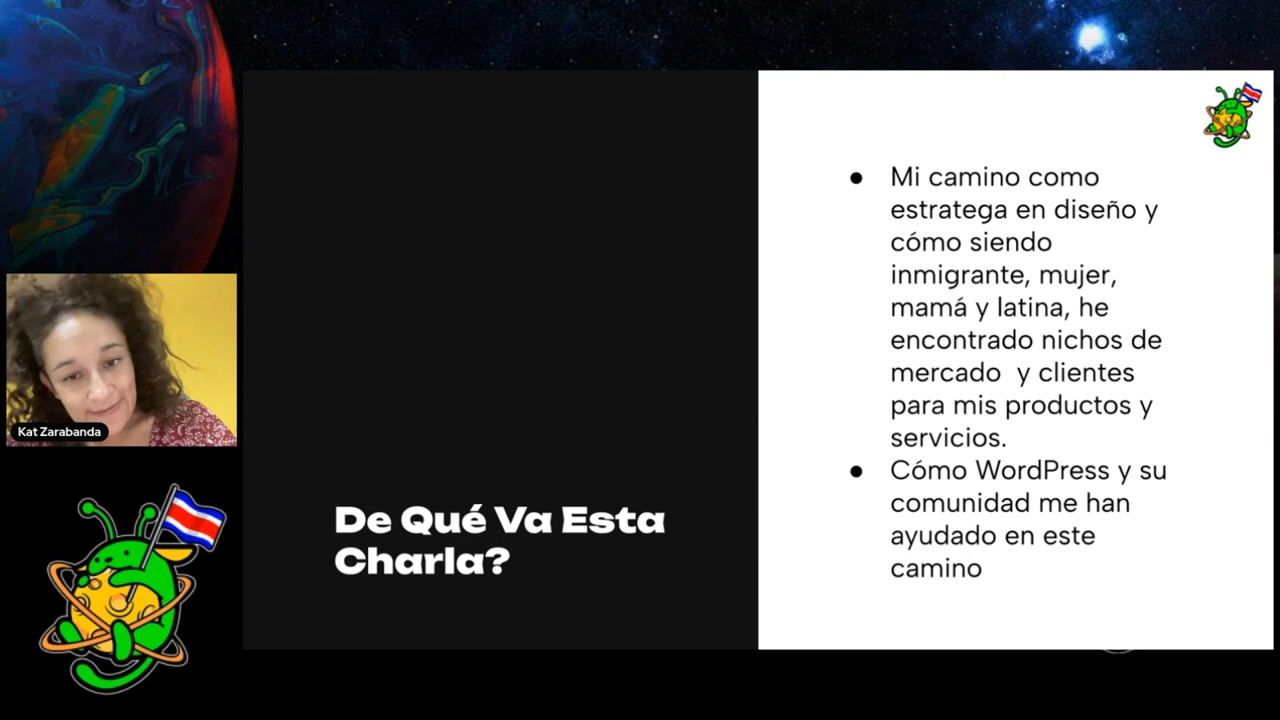 Mi camino como
estratega en diseño y
cómo siendo
inmigrante, mujer,
mamá y latina, he
encontrado nichos de
mercado  y clientes
para mis productos y
servicios.
Cómo WordPress y su
comunidad me han
ayudado en este
camino
De Qué Va Esta
Charla?
Kat Zarabanda